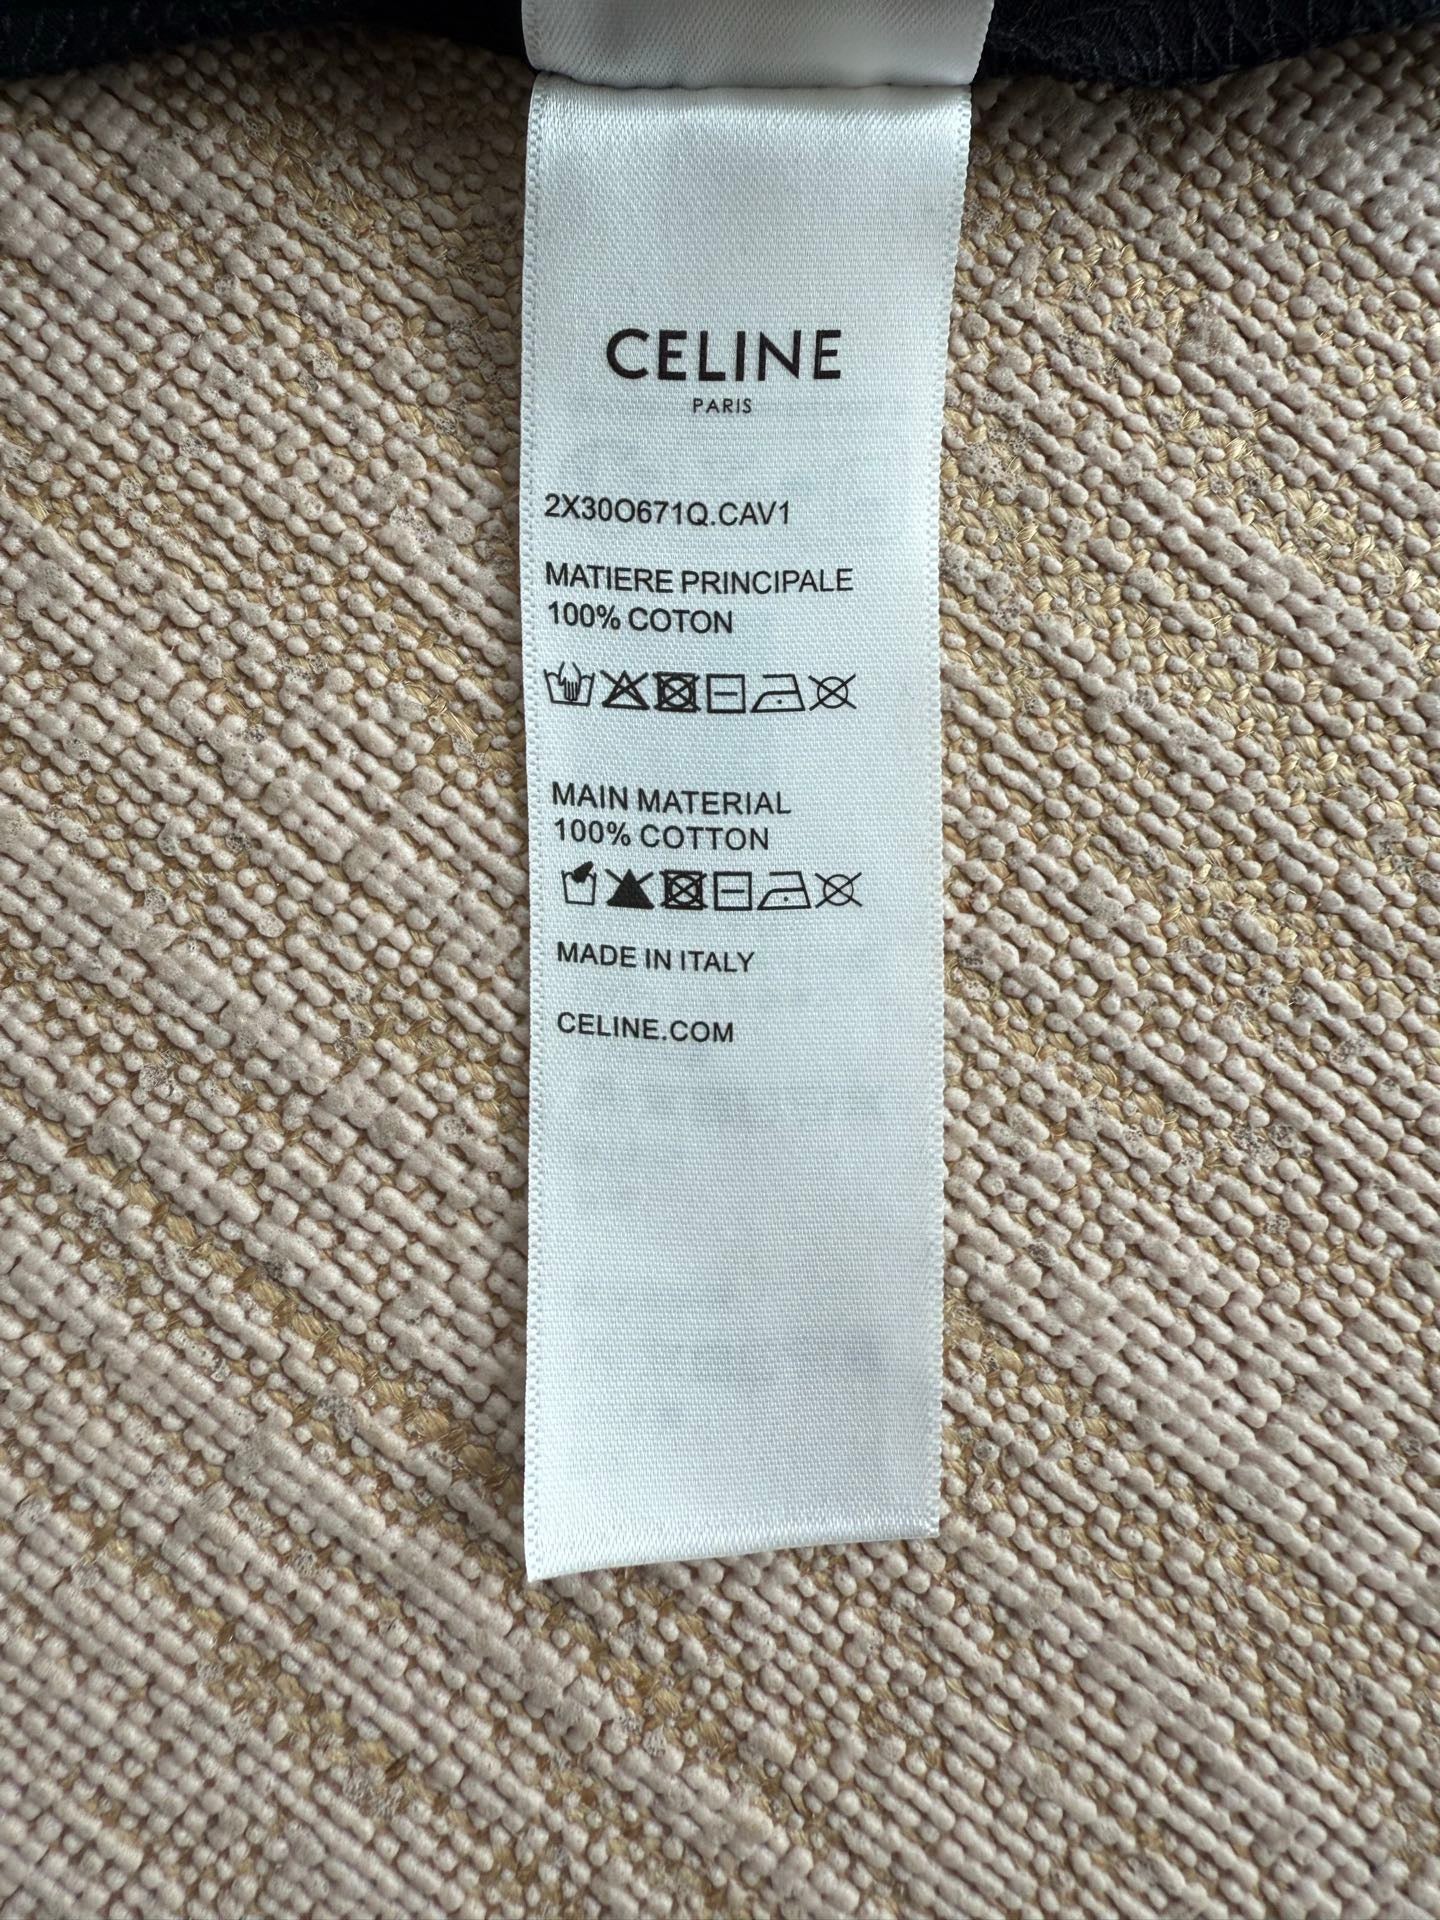 CELINE
PARIS
2X30O671Q.CAV1
MATIERE PRINCIPALE
100% COTON
MAIN MATERIAL
100% COTTON
MADE IN ITALY
CELINE.COM